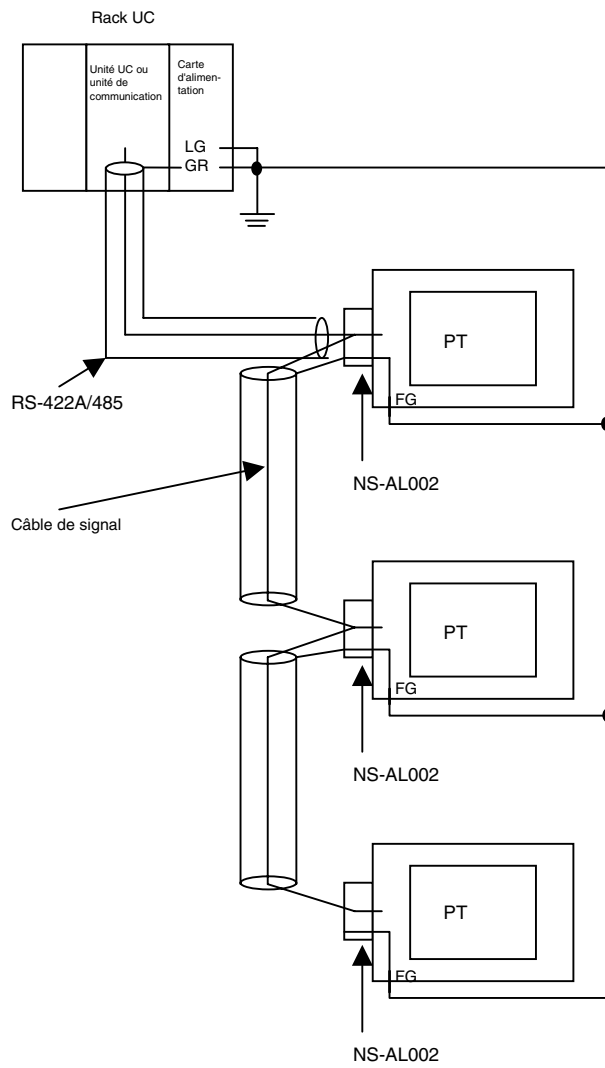 Rack UC
Unité UC ou
unité de
communication
Carte
d'alimen-
tation
LG
GR
PT
FG
RS-422A/485
NS-AL002
Câble de signal
PT
FG
NS-AL002
PT
FG
NS-AL002